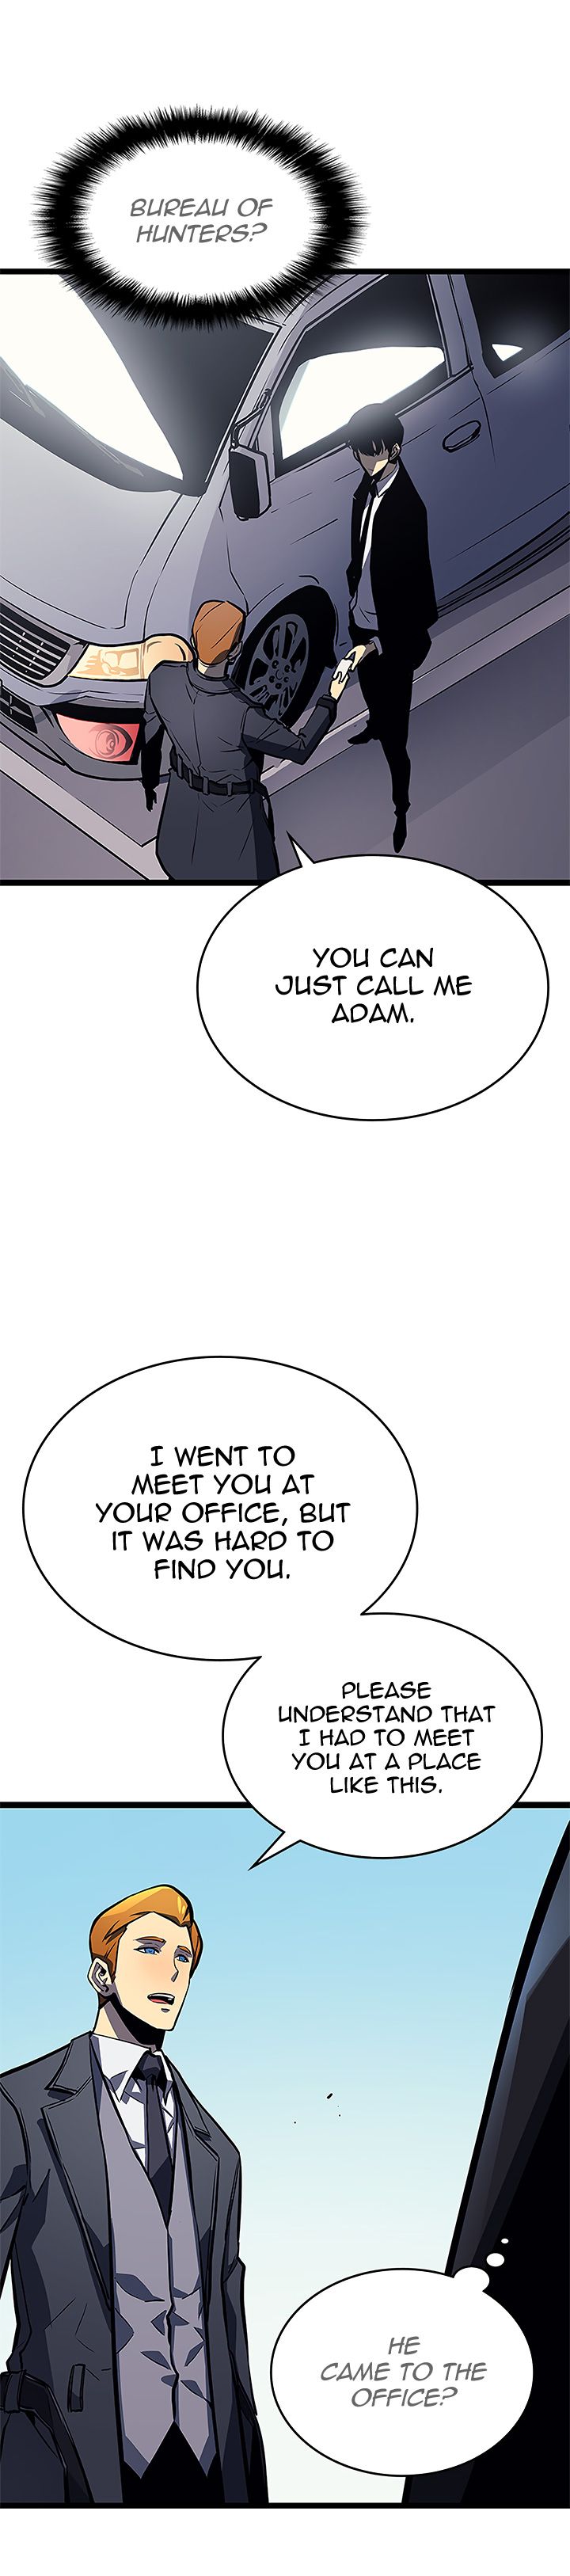 BUREAU OF
HUNTERS?
YOU CAN
JUST CALL ME
ADAM.
I WENT TO
MEET YOU AT
YOUR OFFICE, BUT
IT WAS HARD TO
FIND YOU.
PLEASE
UNDERSTAND THAT
I HAD TO MEET
YOU AT A PLACE
LIKE THIS.
HE
CAME TO THE
OFFICE?